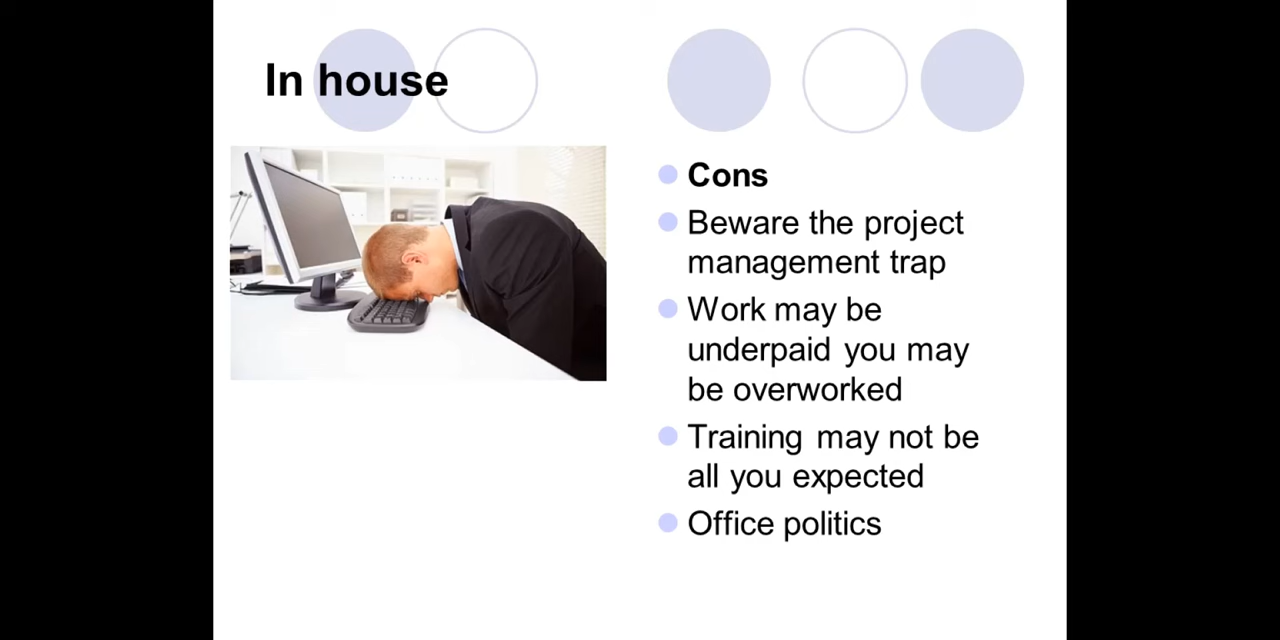 In house
Cons
Beware the project
management trap
Work may be
underpaid you may
be overworked
Training may not be
all you expected
Office politics